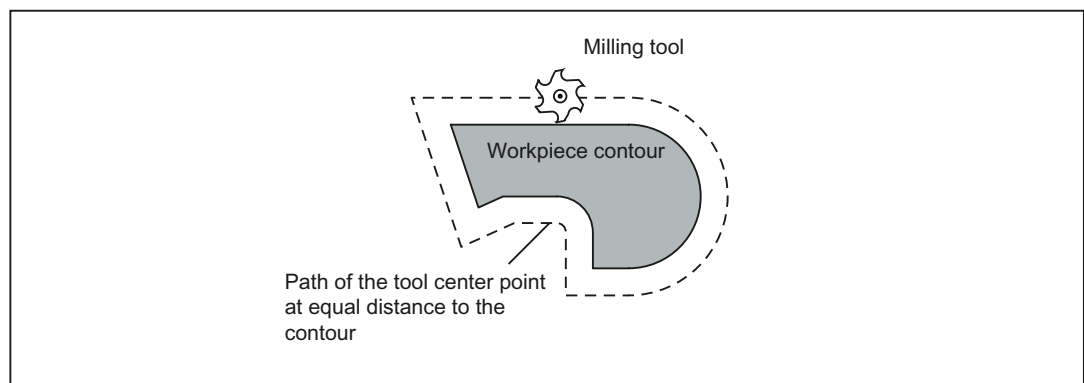 Milling tool
Workpiece contour
Path of the tool center point
at equal distance to the
contour